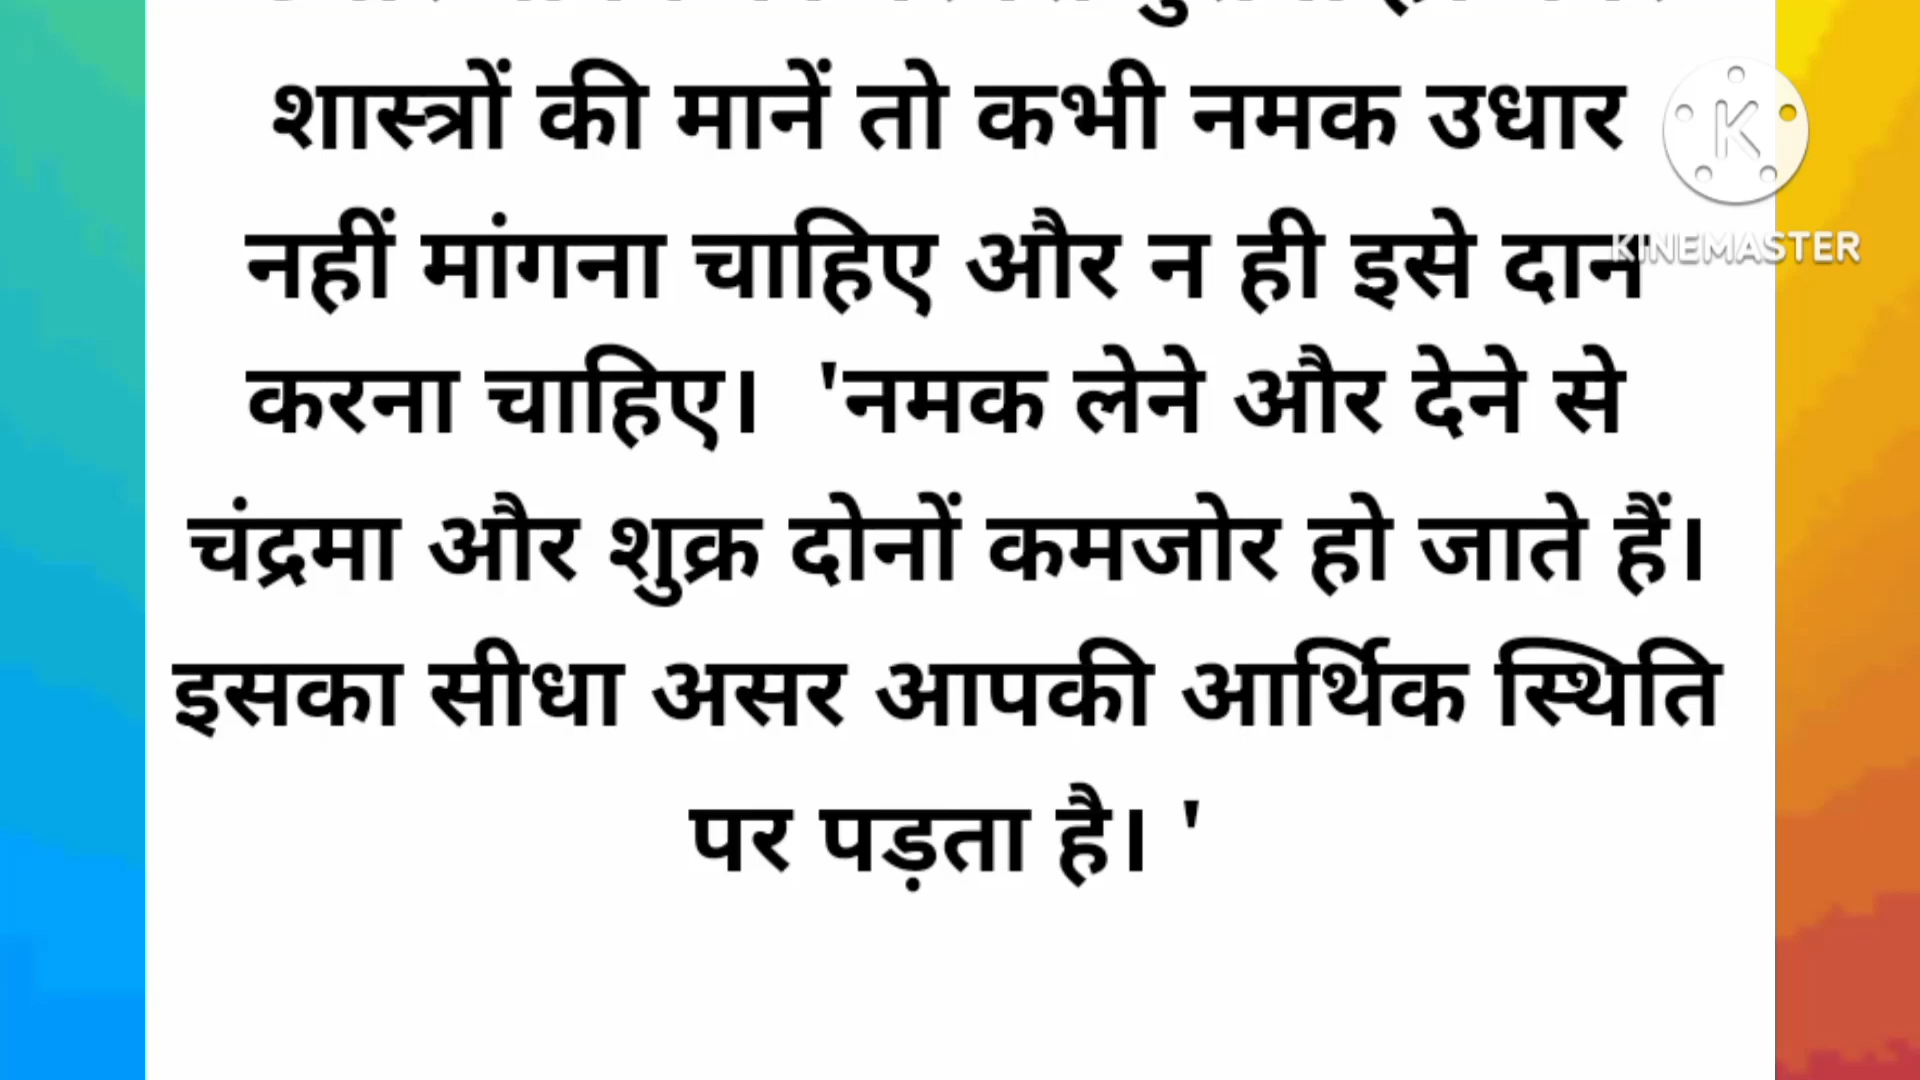 शास्त्रों की मानें तो कभी नमक उधार
नहीं मांगना चाहिए और न ही इसे दान
करना चाहिए।  'नमक लेने और देने से
चंद्रमा और शुक्र दोनों कमजोर हो जाते हैं।
इसका सीधा असर आपकी आर्थिक स्थिति
पर पड़ता है। '
K
KINEMASTER